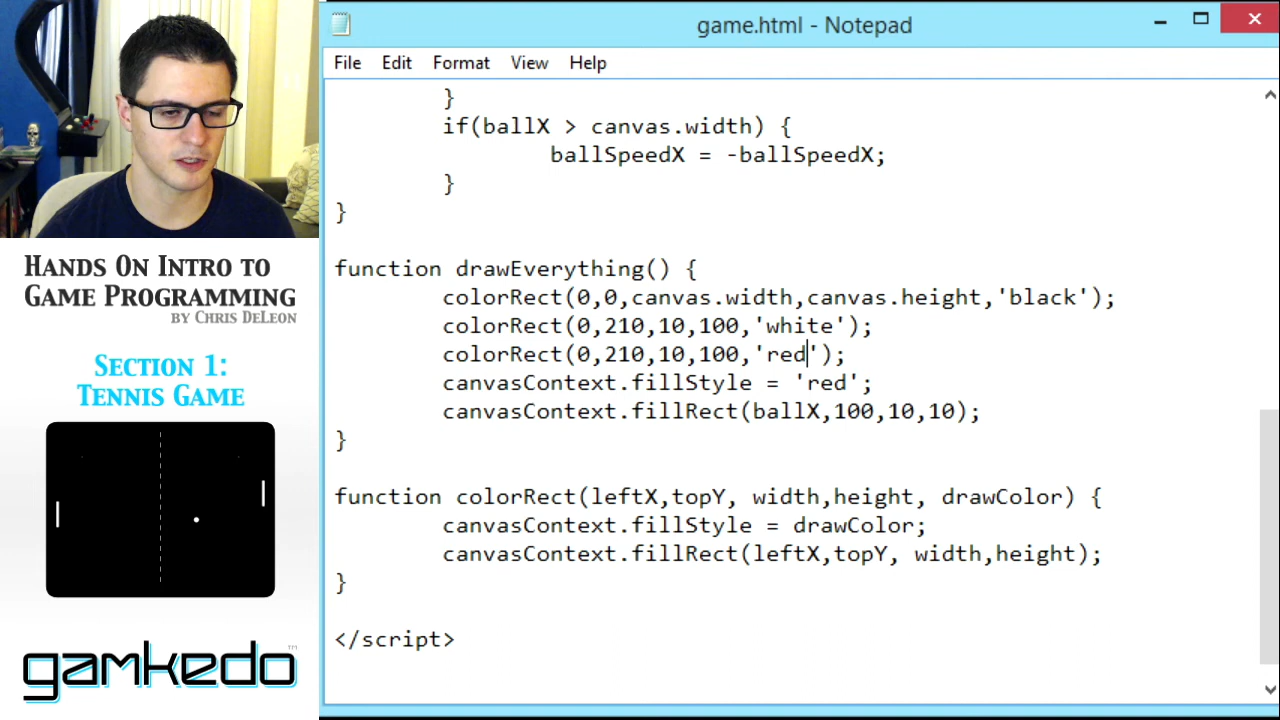 game.html - Notepad
File Edit Format View Help
}
if(ballX > canvas.width) {
ballSpeedX = -ballSpeedX;
}
}
function drawEverything() {
colorRect(0,0,canvas.width,canvas.height,'black');
colorRect(0,210,10,100,'white');
colorRect(0,210,10,100,'red');
canvasContext.fillStyle = 'red';
canvasContext.fillRect(ballX,100,10,10);
}
function colorRect(leftX,topY, width,height, drawColor) {
canvasContext.fillStyle = drawColor;
canvasContext.fillRect(leftX,topY, width,height);
}
</script>
Hands On Intro to
Game Programming
by Chris DeLeon
Section 1:
Tennis Game
gamkedo™